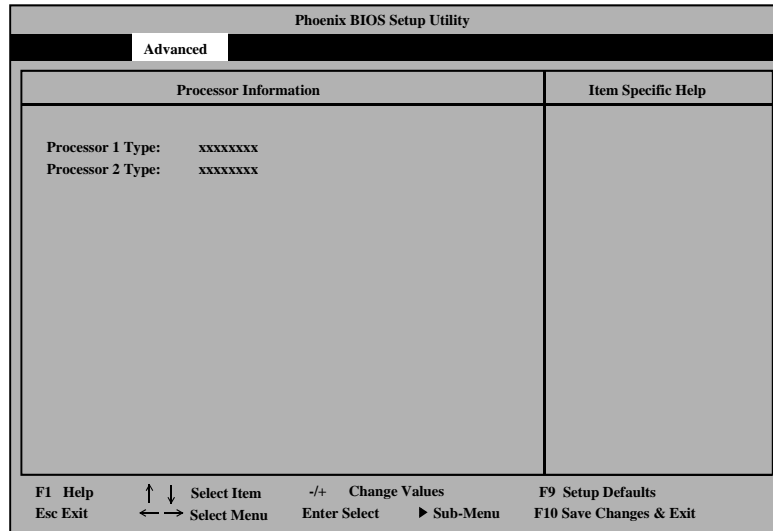 Phoenix BIOS Setup Utility
Advanced
Processor Information
Item Specific Help
Processor 1 Type: xxxxxxxx
Processor 2 Type: xxxxxxxx
F1 Help ↑ ↓ Select Item -/+ Change Values F9 Setup Defaults
Esc Exit ← → Select Menu Enter Select ▶ Sub-Menu F10 Save Changes & Exit